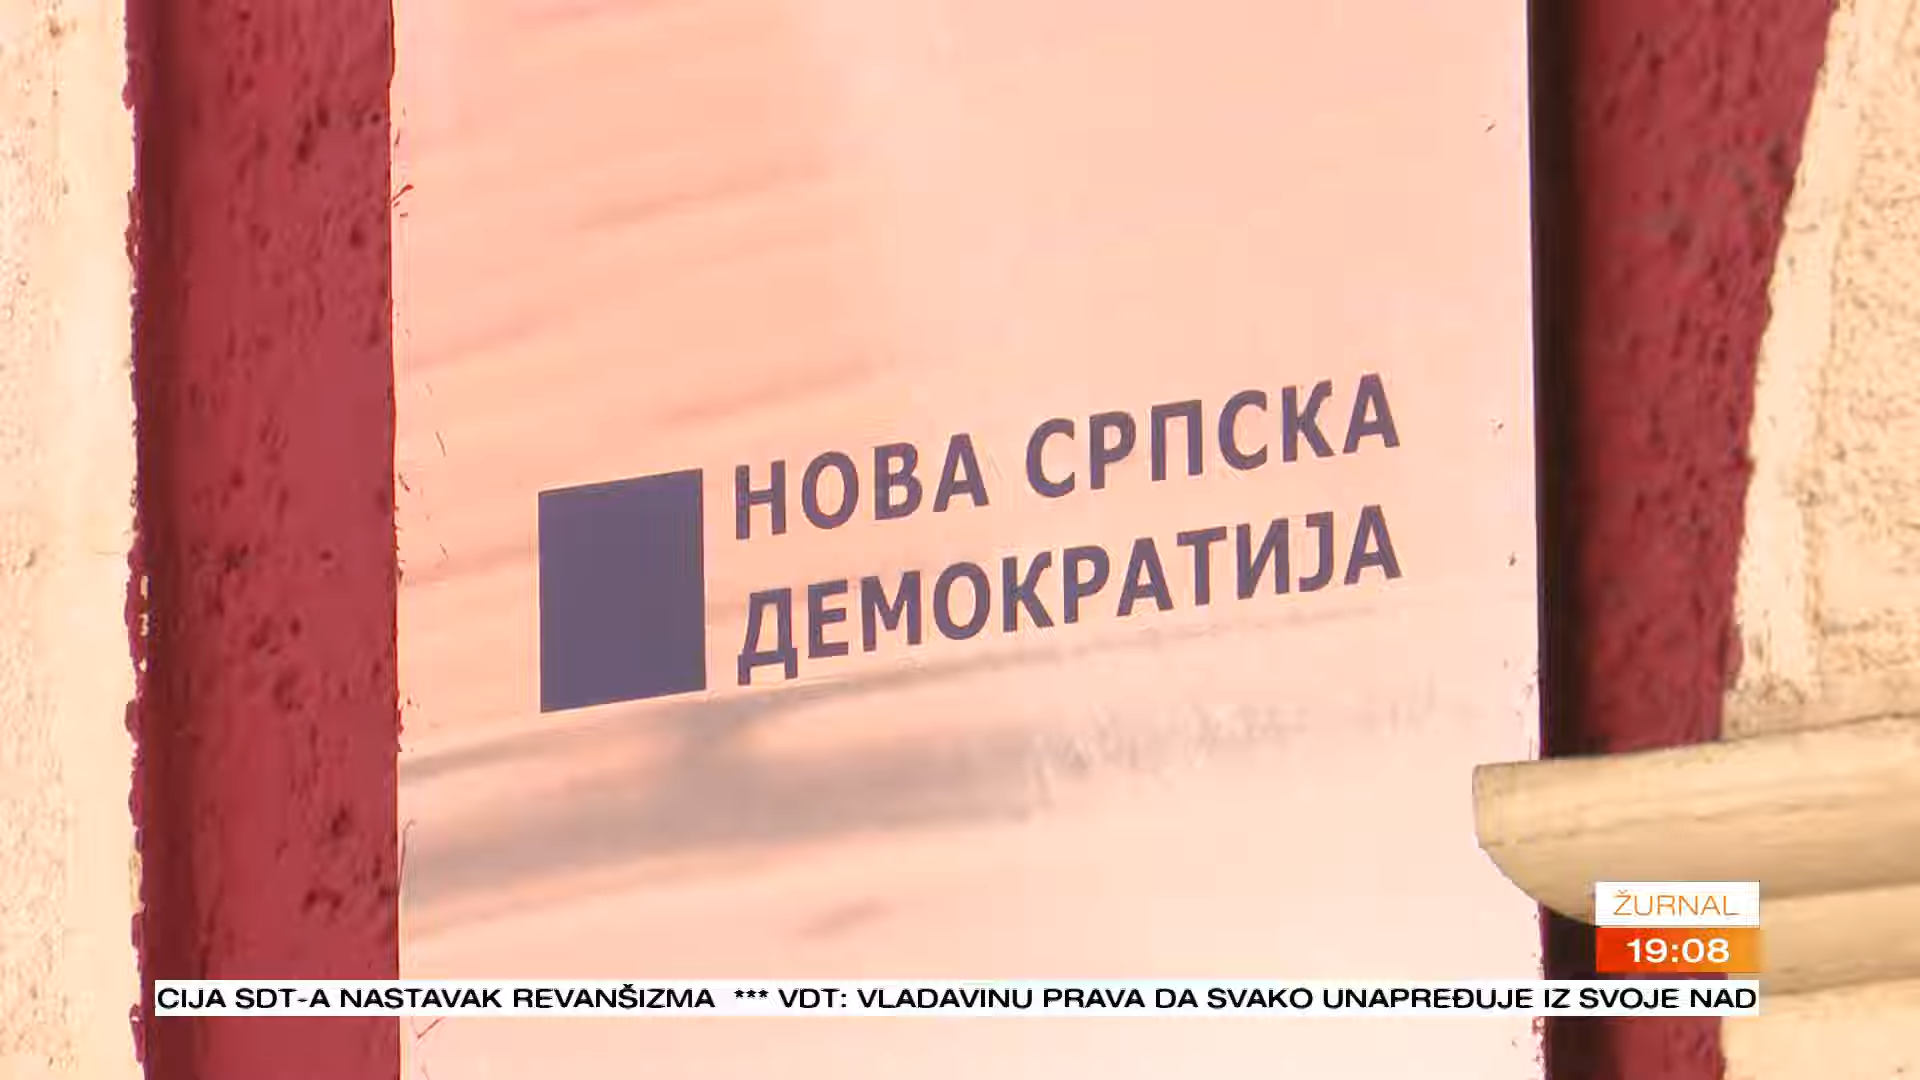 НОВА СРПСКА
ДЕМОКРАТИЈА
ŽURNAL
19:08
CIJA SDT-A NASTAVAK REVANŠIZMA *** VDT: VLADAVINU PRAVA DA SVAKO UNAPREĐUJE IZ SVOJE NAD